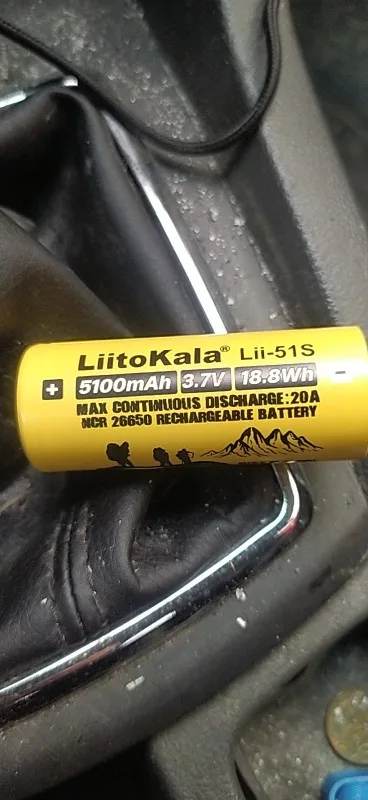 LiitoKala® Lii-51S
+ 5100mAh 3.7V 18.8Wh -
MAX CONTINUOUS DISCHARGE:20A
NCR 26650 RECHARGEABLE BATTERY